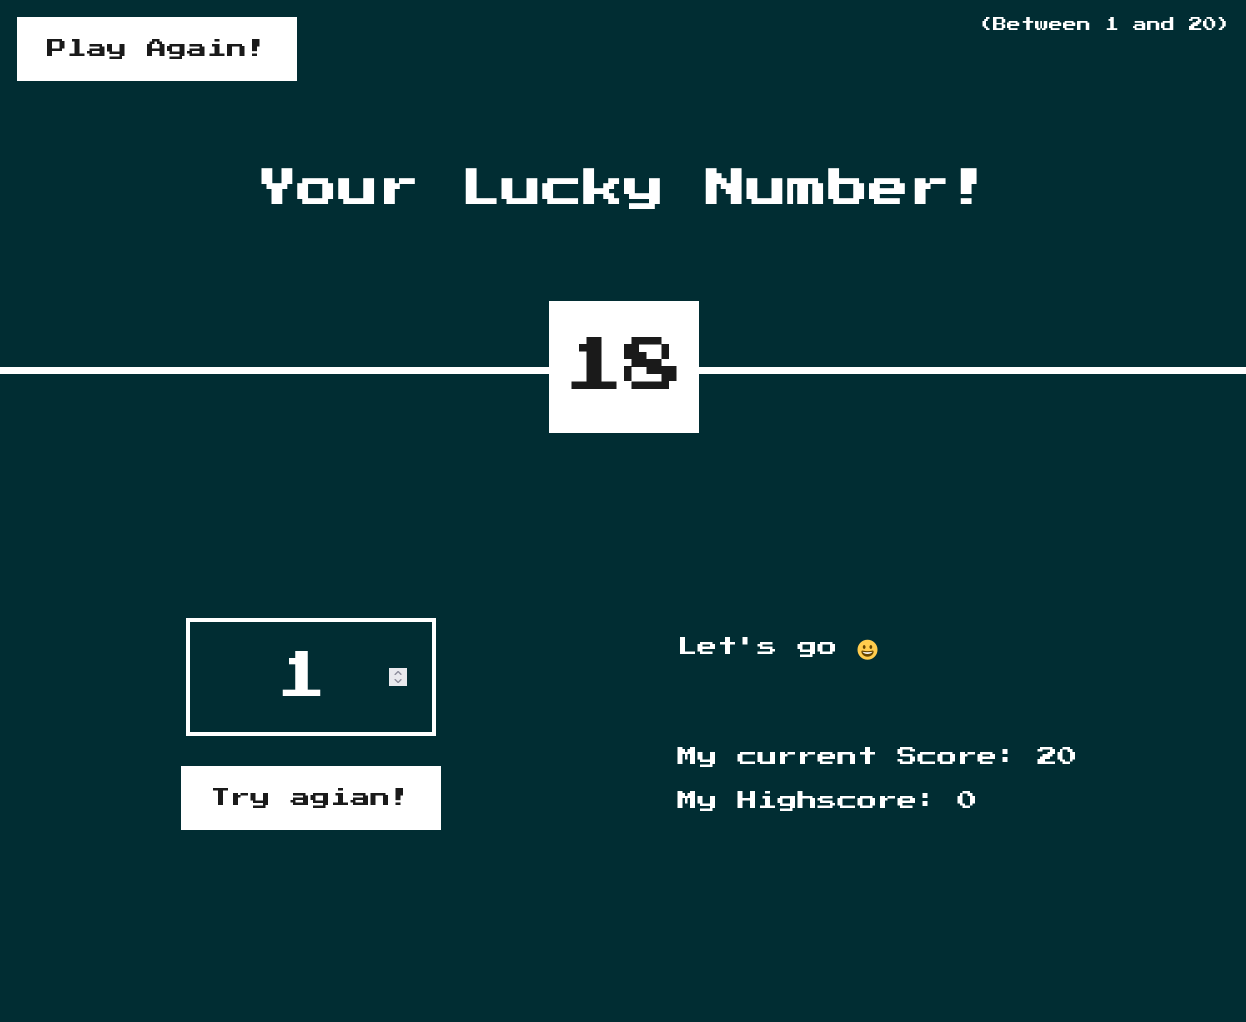 Play Again!
(Between 1 and 20)
Your Lucky Number!
18
1
Try agian!
Let's go 😀
My current Score: 20
My Highscore: 0